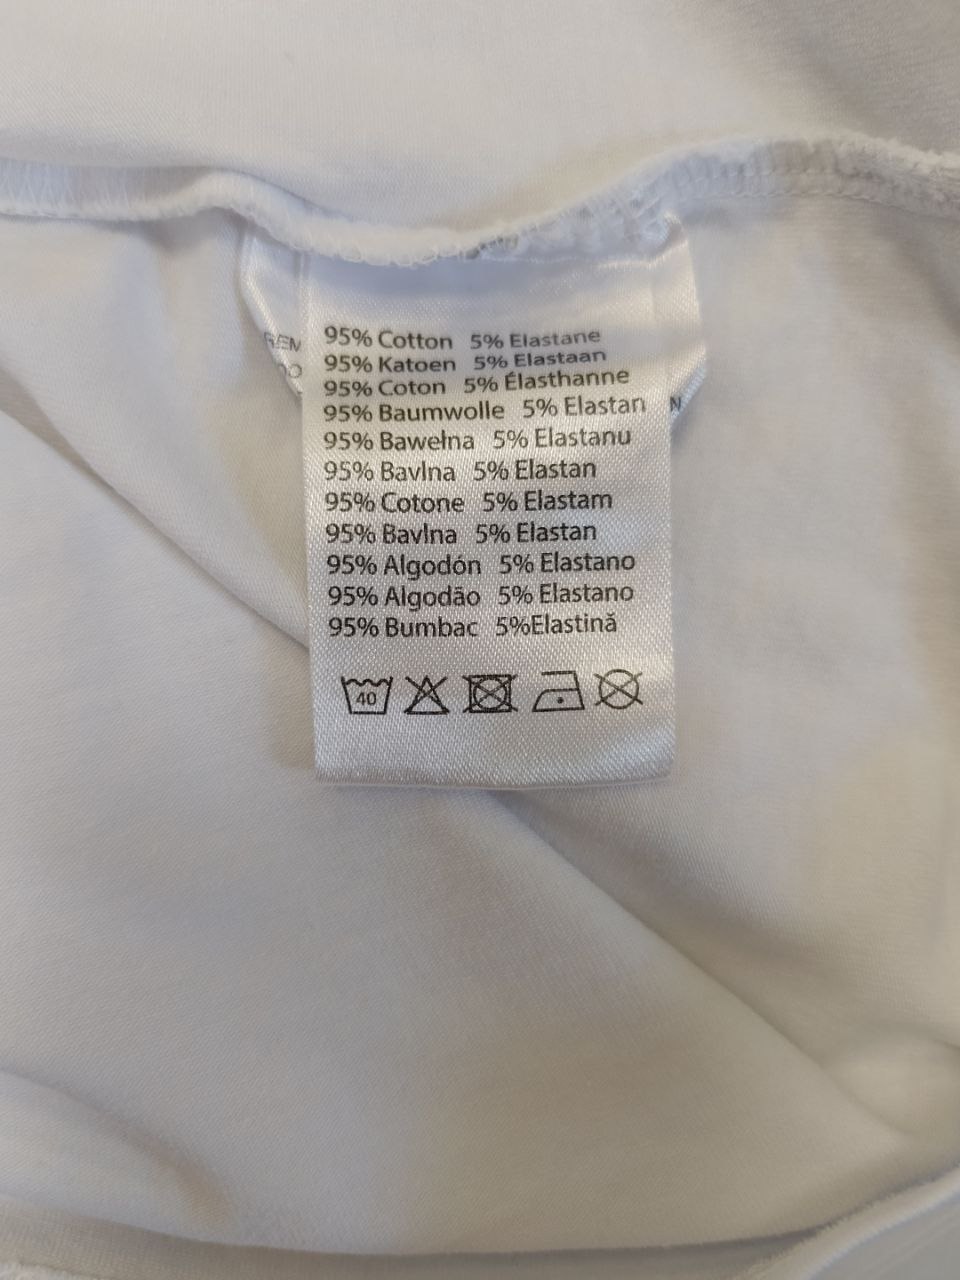 95% Cotton 5% Elastane
95% Katoen 5% Elastaan
95% Coton 5% Élasthanne
95% Baumwolle 5% Elastan
95% Bawełna 5% Elastanu
95% Bavlna 5% Elastan
95% Cotone 5% Elastam
95% Bavlna 5% Elastan
95% Algodón 5% Elastano
95% Algodão 5% Elastano
95% Bumbac 5%Elastină
40